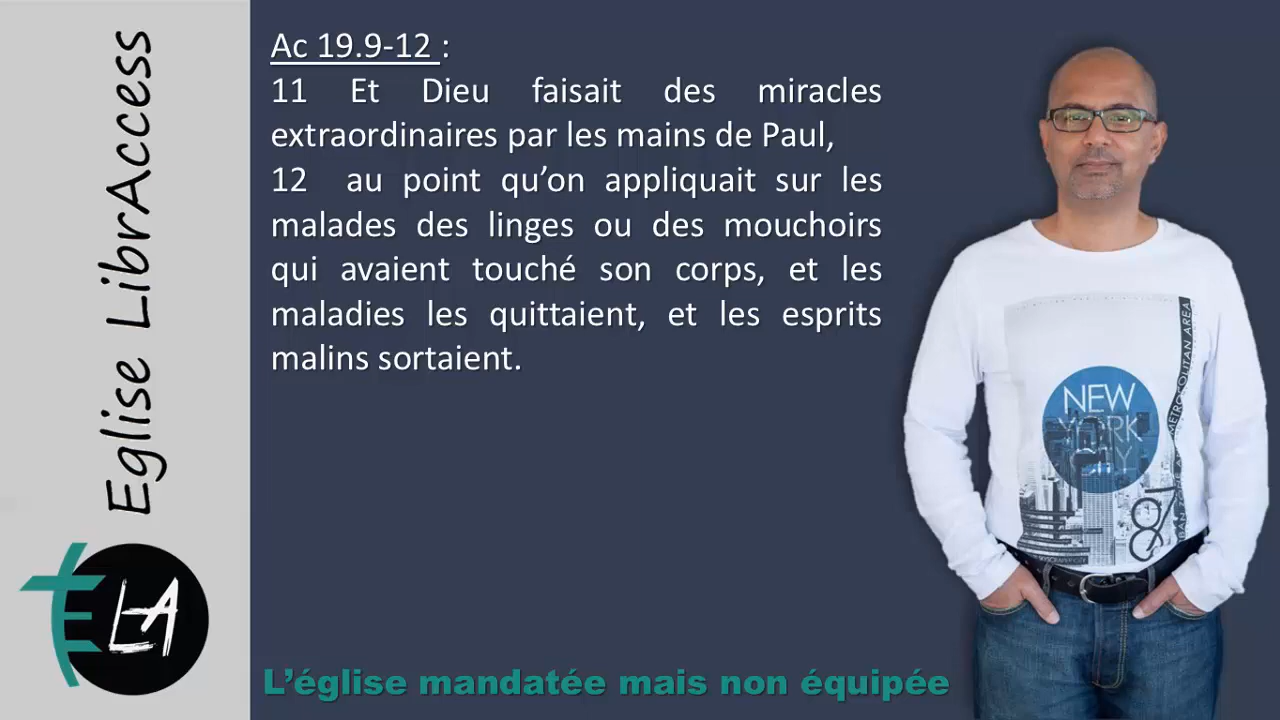 Eglise LibrAccess
ELA
Ac 19.9-12 :
11 Et Dieu faisait des miracles
extraordinaires par les mains de Paul,
12 au point qu’on appliquait sur les
malades des linges ou des mouchoirs
qui avaient touché son corps, et les
maladies les quittaient, et les esprits
malins sortaient.
L’église mandatée mais non équipée
NEW
YORK
CITY
METROPOLITAN AREA